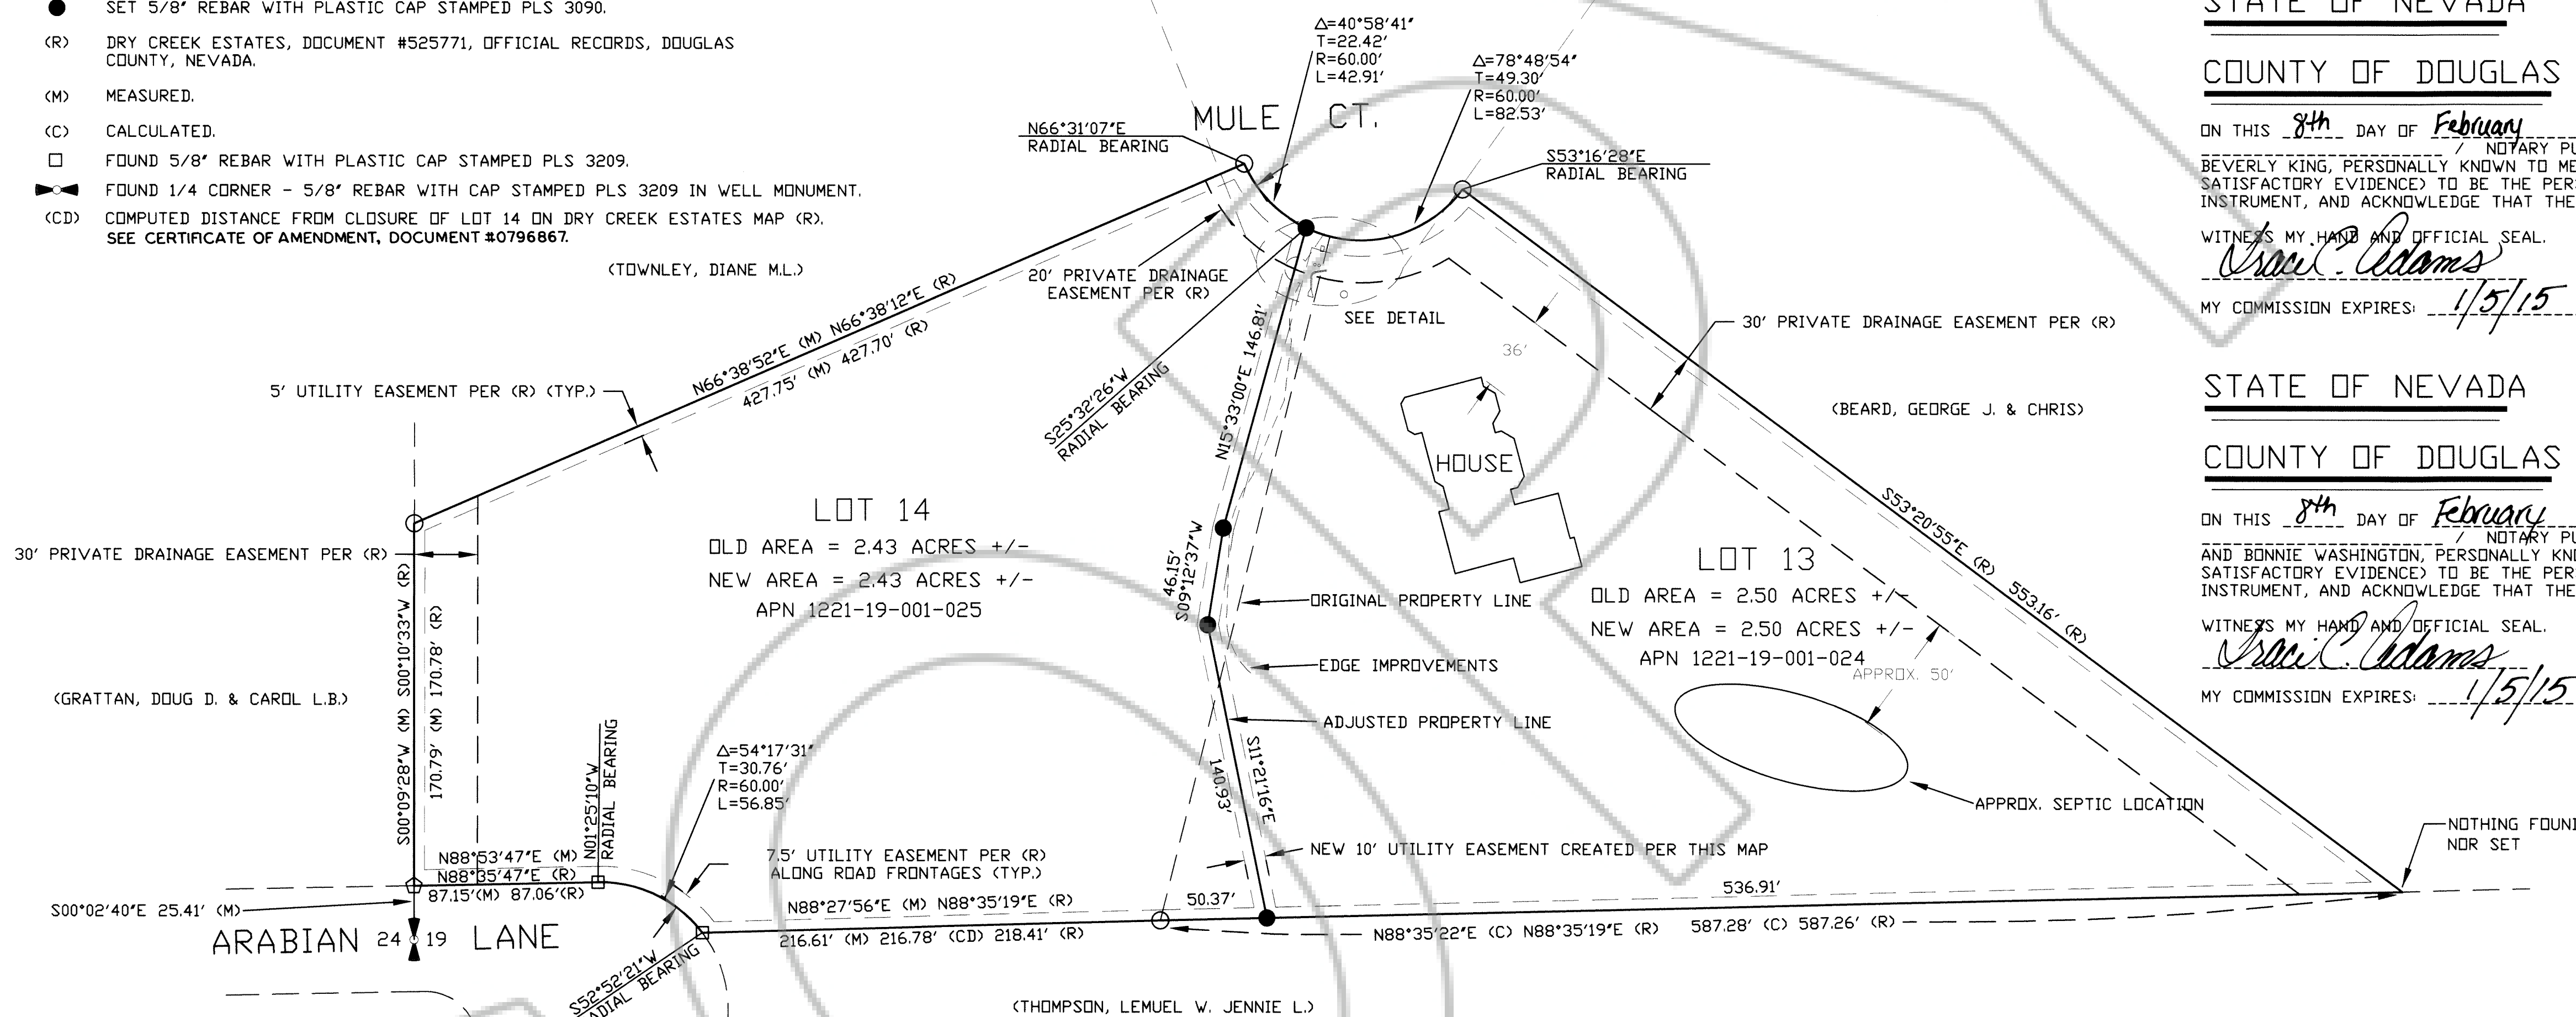 SET 5/8" REBAR WITH PLASTIC CAP STAMPED PLS 3090.
(R) DRY CREEK ESTATES, DOCUMENT #525771, OFFICIAL RECORDS, DOUGLAS
COUNTY, NEVADA.
(M) MEASURED.
(C) CALCULATED.
FOUND 5/8" REBAR WITH PLASTIC CAP STAMPED PLS 3209.
FOUND 1/4 CORNER - 5/8" REBAR WITH CAP STAMPED PLS 3209 IN WELL MONUMENT.
(CD) COMPUTED DISTANCE FROM CLOSURE OF LOT 14 ON DRY CREEK ESTATES MAP (R).
SEE CERTIFICATE OF AMENDMENT, DOCUMENT #0796867.
(TOWNLEY, DIANE M.L.)
Δ=40°58'41"
T=22.42'
R=60.00'
L=42.91'
Δ=78°48'54"
T=49.30'
R=60.00'
L=82.53'
MULE CT.
N66°31'07"E
RADIAL BEARING
S53°16'28"E
RADIAL BEARING
20' PRIVATE DRAINAGE
EASEMENT PER (R)
SEE DETAIL
36'
30' PRIVATE DRAINAGE EASEMENT PER (R)
N66°38'52"E (M) N66°38'12"E (R)
427.75' (M) 427.70' (R)
5' UTILITY EASEMENT PER (R) (TYP.)
S25°32'26"W
RADIAL BEARING
N15°33'00"E 146.81'
(BEARD, GEORGE J. & CHRIS)
HOUSE
LOT 14
OLD AREA = 2.43 ACRES +/-
NEW AREA = 2.43 ACRES +/-
APN 1221-19-001-025
30' PRIVATE DRAINAGE EASEMENT PER (R)
46.15'
S09°12'37"W
S53°20'55"E (R) 553.16' (R)
LOT 13
OLD AREA = 2.50 ACRES +/-
NEW AREA = 2.50 ACRES +/-
APN 1221-19-001-024
APPROX. 50'
ORIGINAL PROPERTY LINE
EDGE IMPROVEMENTS
ADJUSTED PROPERTY LINE
S00°09'28"W (M) S00°10'33"W (R)
170.79' (M) 170.78' (R)
(GRATTAN, DOUG D. & CAROL L.B.)
N01°25'10"W
RADIAL BEARING
Δ=54°17'31"
T=30.76'
R=60.00'
L=56.85'
S11°21'16"E
140.93'
APPROX. SEPTIC LOCATION
NOTHING FOUND
NOR SET
NEW 10' UTILITY EASEMENT CREATED PER THIS MAP
7.5' UTILITY EASEMENT PER (R)
ALONG ROAD FRONTAGES (TYP.)
N88°53'47"E (M)
N88°35'47"E (R)
87.15'(M) 87.06'(R)
S00°02'40"E 25.41' (M)
N88°27'56"E (M) N88°35'19"E (R)
216.61' (M) 216.78' (CD) 218.41' (R)
50.37'
536.91'
N88°35'22"E (C) N88°35'19"E (R) 587.28' (C) 587.26' (R)
ARABIAN 24 19 LANE
S52°52'21"W
RADIAL BEARING
(THOMPSON, LEMUEL W. JENNIE L.)
STATE OF NEVADA
COUNTY OF DOUGLAS
ON THIS 8th DAY OF February
/ NOTARY PU
BEVERLY KING, PERSONALLY KNOWN TO ME
SATISFACTORY EVIDENCE) TO BE THE PER
INSTRUMENT, AND ACKNOWLEDGE THAT THE
WITNESS MY HAND AND OFFICIAL SEAL.
Traci E. Adams
MY COMMISSION EXPIRES: 1/5/15
STATE OF NEVADA
COUNTY OF DOUGLAS
ON THIS 8th DAY OF February
/ NOTARY PU
AND BONNIE WASHINGTON, PERSONALLY KNO
SATISFACTORY EVIDENCE) TO BE THE PER
INSTRUMENT, AND ACKNOWLEDGE THAT THE
WITNESS MY HAND AND OFFICIAL SEAL.
Traci E. Adams
MY COMMISSION EXPIRES: 1/5/15